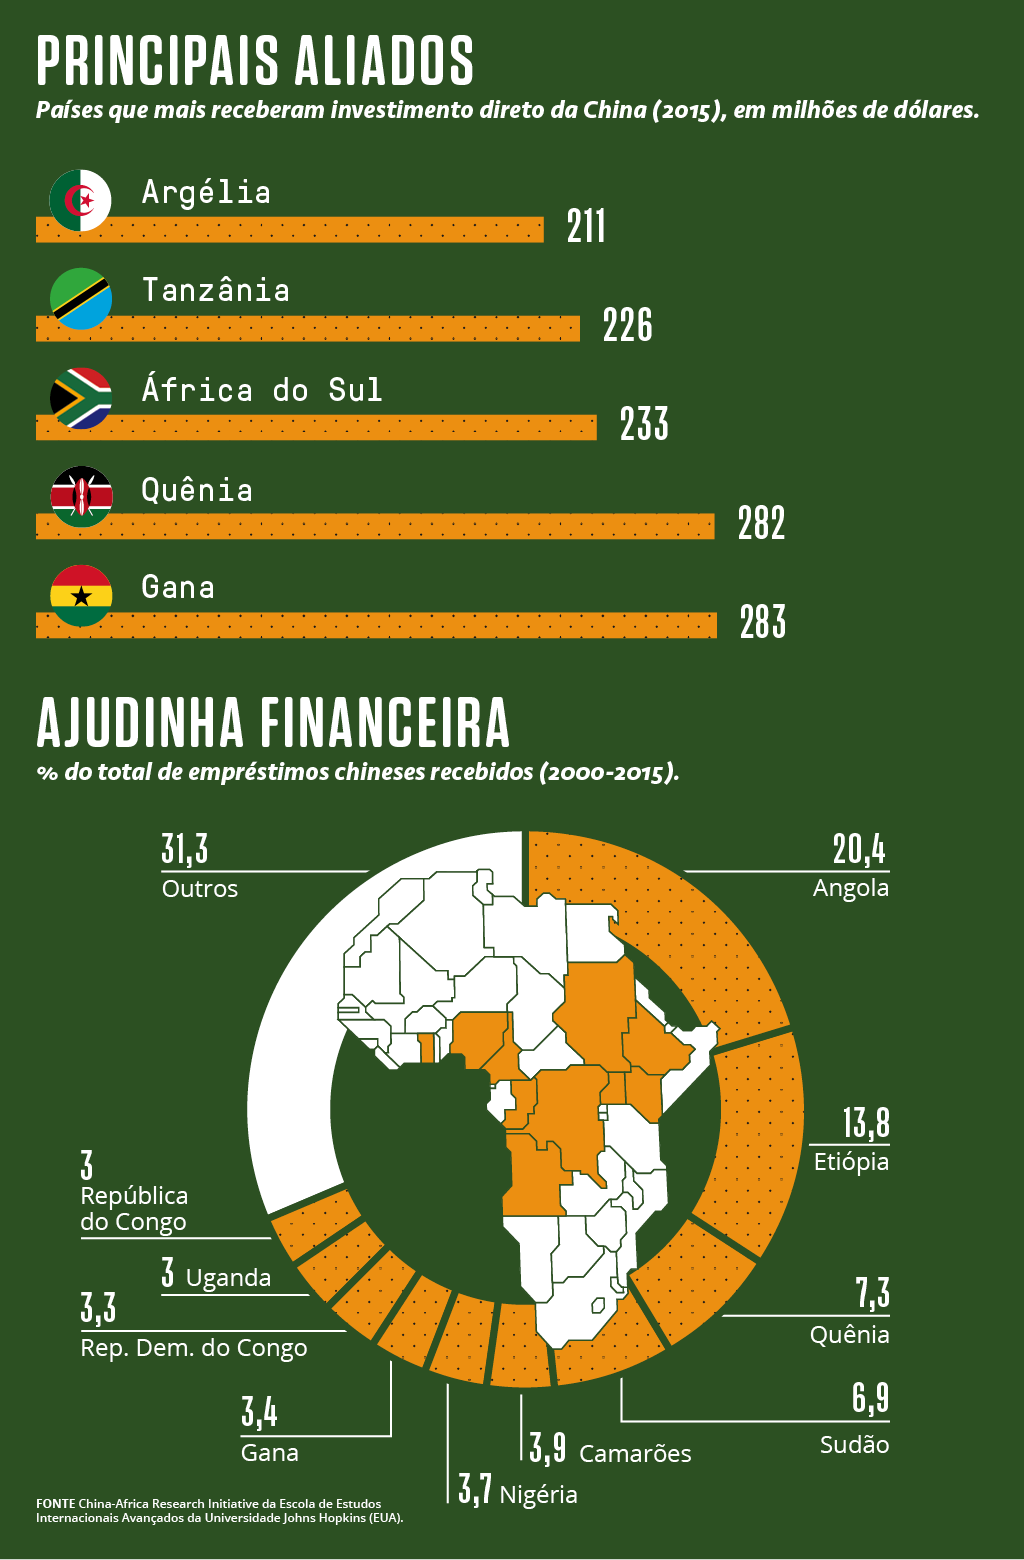 PRINCIPAIS ALIADOS
Países que mais receberam investimento direto da China (2015), em milhões de dólares.
Argélia
211
Tanzânia
226
África do Sul
233
Quênia
282
Gana
283
AJUDINHA FINANCEIRA
% do total de empréstimos chineses recebidos (2000-2015).
31,3
Outros
20,4
Angola
13,8
Etiópia
3
República
do Congo
3 Uganda
7,3
Quênia
3,3
Rep. Dem. do Congo
6,9
Sudão
3,4
Gana
3,9 Camarões
3,7 Nigéria
FONTE China-Africa Research Initiative da Escola de Estudos
Internacionais Avançados da Universidade Johns Hopkins (EUA).